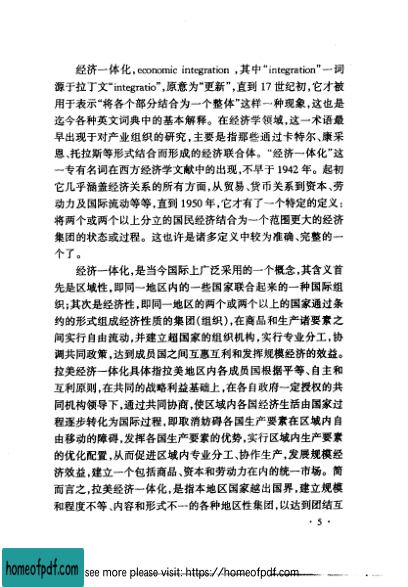 经济一体化,economic integration ,其中“integration”一词
源于拉丁文“integratio”,原意为“更新”,直到 17 世纪初,它才被
用于表示“将各个部分结合为一个整体”这样一种现象,这也是
迄今各种英文词典中的基本解释。在经济学领域,这一术语最
早出现于对产业组织的研究,主要是指那些通过卡特尔、康采
恩、托拉斯等形式结合而形成的经济联合体。“经济一体化”这
一专有名词在西方经济学文献中的出现,不早于 1942 年。起初
它几乎涵盖经济关系的所有方面,从贸易、货币关系到资本、劳
动力及国际流动等等,直到 1950 年,它才有了一个特定的定义:
将两个或两个以上分立的国民经济结合为一个范围更大的经济
集团的状态或过程。这也许是诸多定义中较为准确、完整的一
个了。
经济一体化,是当今国际上广泛采用的一个概念,其含义首
先是区域性,即同一地区内的一些国家联合起来的一种国际组
织;其次是经济性,即同一地区的两个或两个以上的国家通过条
约的形式组成经济性质的集团(组织),在商品和生产诸要素之
间实行自由流动,并建立超国家的组织机构,实行专业分工,协
调共同政策,达到成员国之间互惠互利和发挥规模经济的效益。
拉美经济一体化具体指拉美地区内各成员国根据平等、自主和
互利原则,在共同的战略利益基础上,在各自政府一定授权的共
同机构领导下,通过共同协商,使区域内各国经济生活由国家过
程逐步转化为国际过程,即取消妨碍各国生产要素在区域内自
由移动的障碍,发挥各国生产要素的优势,实行区域内生产要素
的优化配置,从而促进区域内专业分工、协作生产,发展规模经
济效益,建立一个包括商品、资本和劳动力在内的统一市场。简
而言之,拉美经济一体化,是指本地区国家越出国界,建立规模
和程度不等、内容和形式不一的各种地区性集团,以达到团结互
· 5 ·
homeofpdf.com
see more please visit: https://homeofpdf.com